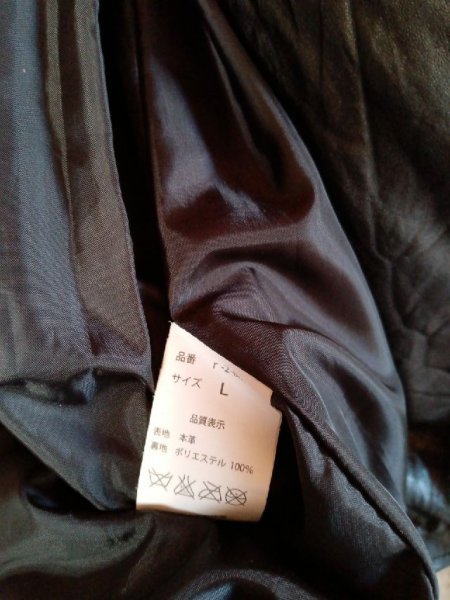 品番
サイズ L
品質表示
表地 本革
裏地 ポリエステル 100%